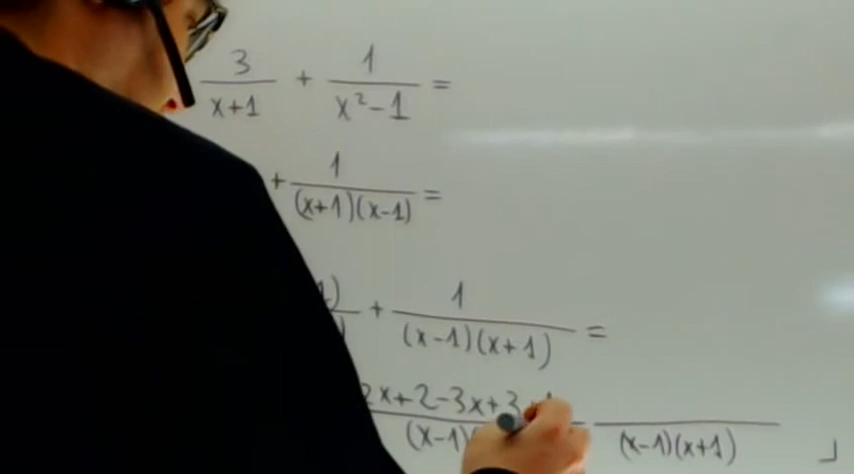 3/(x+1) + 1/(x²-1) =
+ 1/((x+1)(x-1)) =
+ 1/((x-1)(x+1)) =
2x+2-3x+3 /(x-1) /((x-1)(x+1))